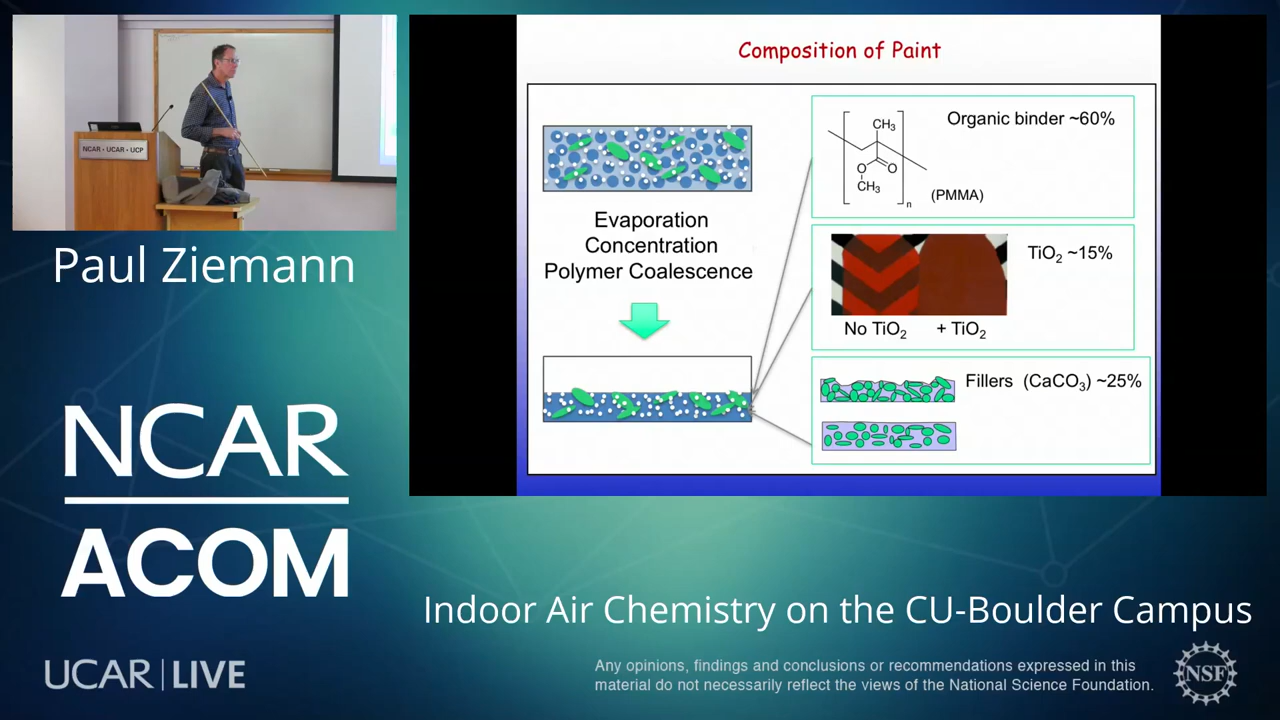 NCAR • UCAR • UCP
Paul Ziemann
NCAR
ACOM
UCAR | LIVE
Composition of Paint
Evaporation
Concentration
Polymer Coalescence
Organic binder ~60%
CH₃
O
O
CH₃
n
(PMMA)
TiO₂ ~15%
No TiO₂ + TiO₂
Fillers (CaCO₃) ~25%
Indoor Air Chemistry on the CU-Boulder Campus
Any opinions, findings and conclusions or recommendations expressed in this
material do not necessarily reflect the views of the National Science Foundation.
NSF